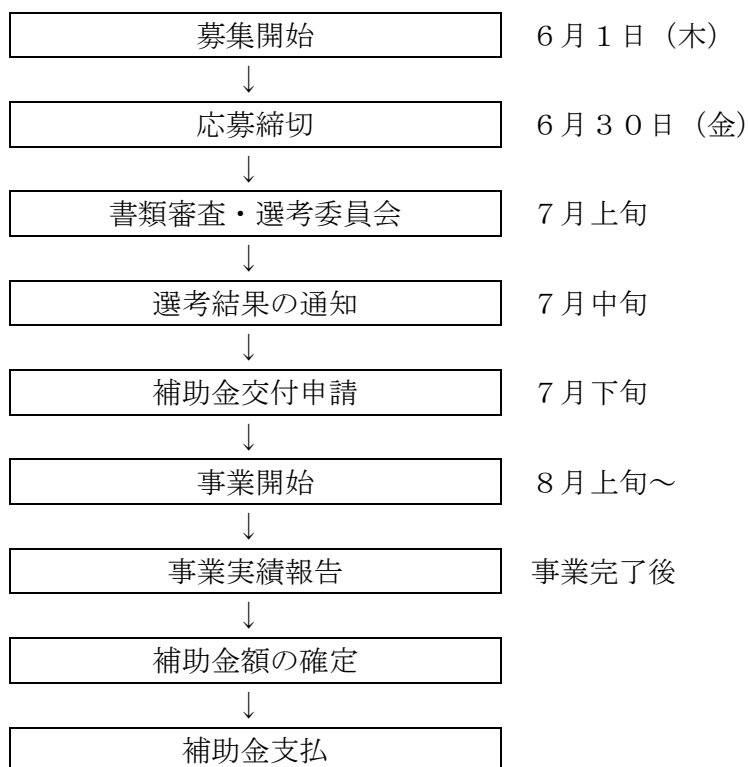 募集開始 6月1日（木）
↓
応募締切 6月30日（金）
↓
書類審査・選考委員会 7月上旬
↓
選考結果の通知 7月中旬
↓
補助金交付申請 7月下旬
↓
事業開始 8月上旬～
↓
事業実績報告 事業完了後
↓
補助金額の確定
↓
補助金支払